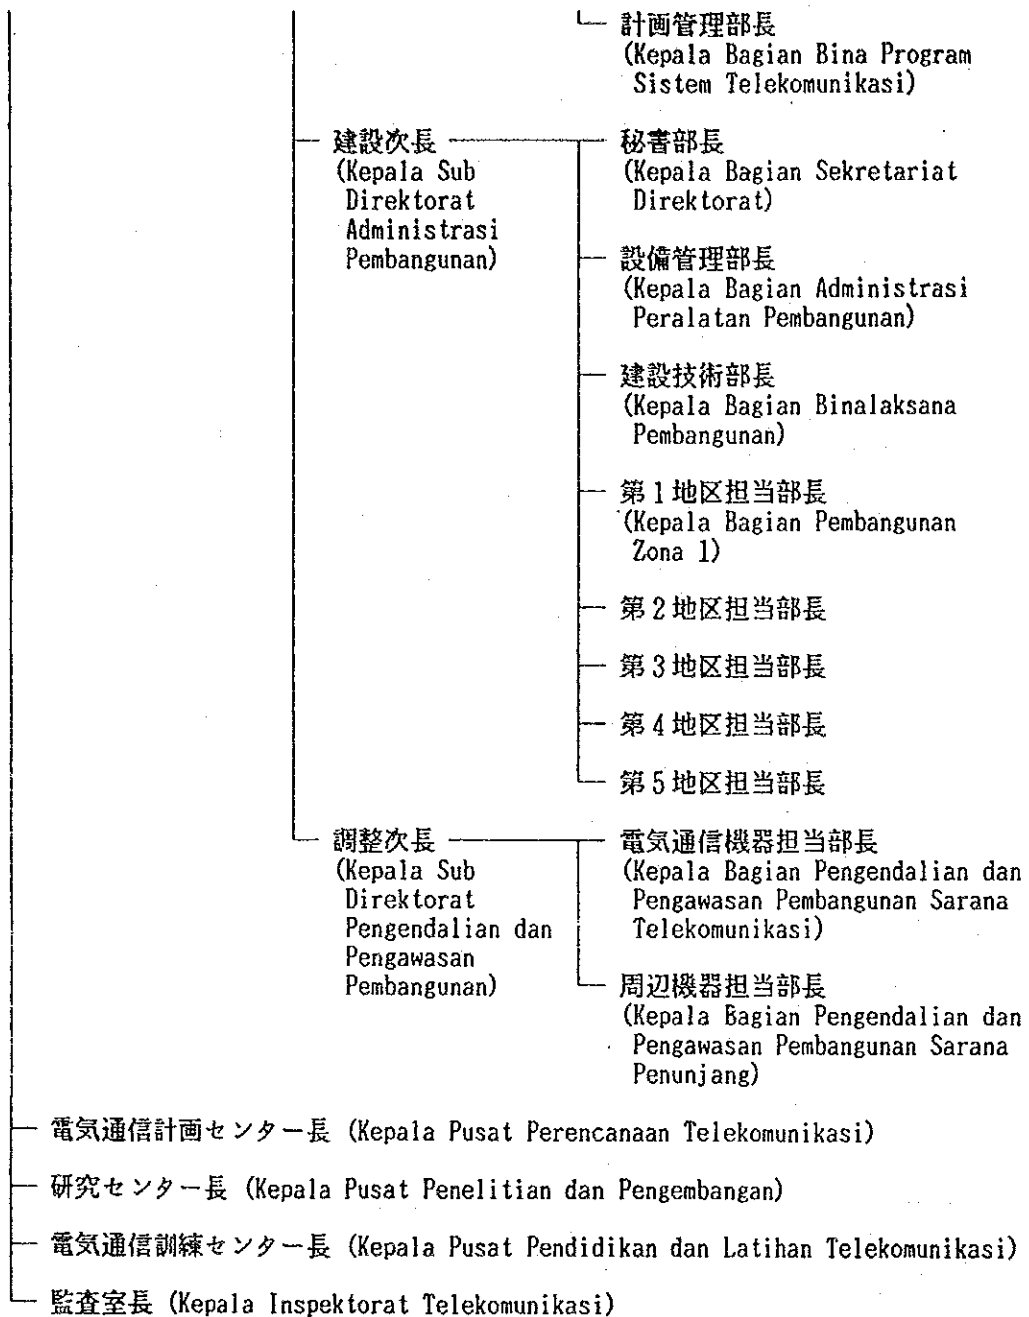 計画管理部長
(Kepala Bagian Bina Program
Sistem Telekomunikasi)
建設次長
(Kepala Sub
Direktorat
Administrasi
Pembangunan)
秘書部長
(Kepala Bagian Sekretariat
Direktorat)
設備管理部長
(Kepala Bagian Administrasi
Peralatan Pembangunan)
建設技術部長
(Kepala Bagian Binalaksana
Pembangunan)
第1地区担当部長
(Kepala Bagian Pembangunan
Zona 1)
第2地区担当部長
第3地区担当部長
第4地区担当部長
第5地区担当部長
調整次長
(Kepala Sub
Direktorat
Pengendalian dan
Pengawasan
Pembangunan)
電気通信機器担当部長
(Kepala Bagian Pengendalian dan
Pengawasan Pembangunan Sarana
Telekomunikasi)
周辺機器担当部長
(Kepala Bagian Pengendalian dan
Pengawasan Pembangunan Sarana
Penunjang)
電気通信計画センター長 (Kepala Pusat Perencanaan Telekomunikasi)
研究センター長 (Kepala Pusat Penelitian dan Pengembangan)
電気通信訓練センター長 (Kepala Pusat Pendidikan dan Latihan Telekomunikasi)
監査室長 (Kepala Inspektorat Telekomunikasi)